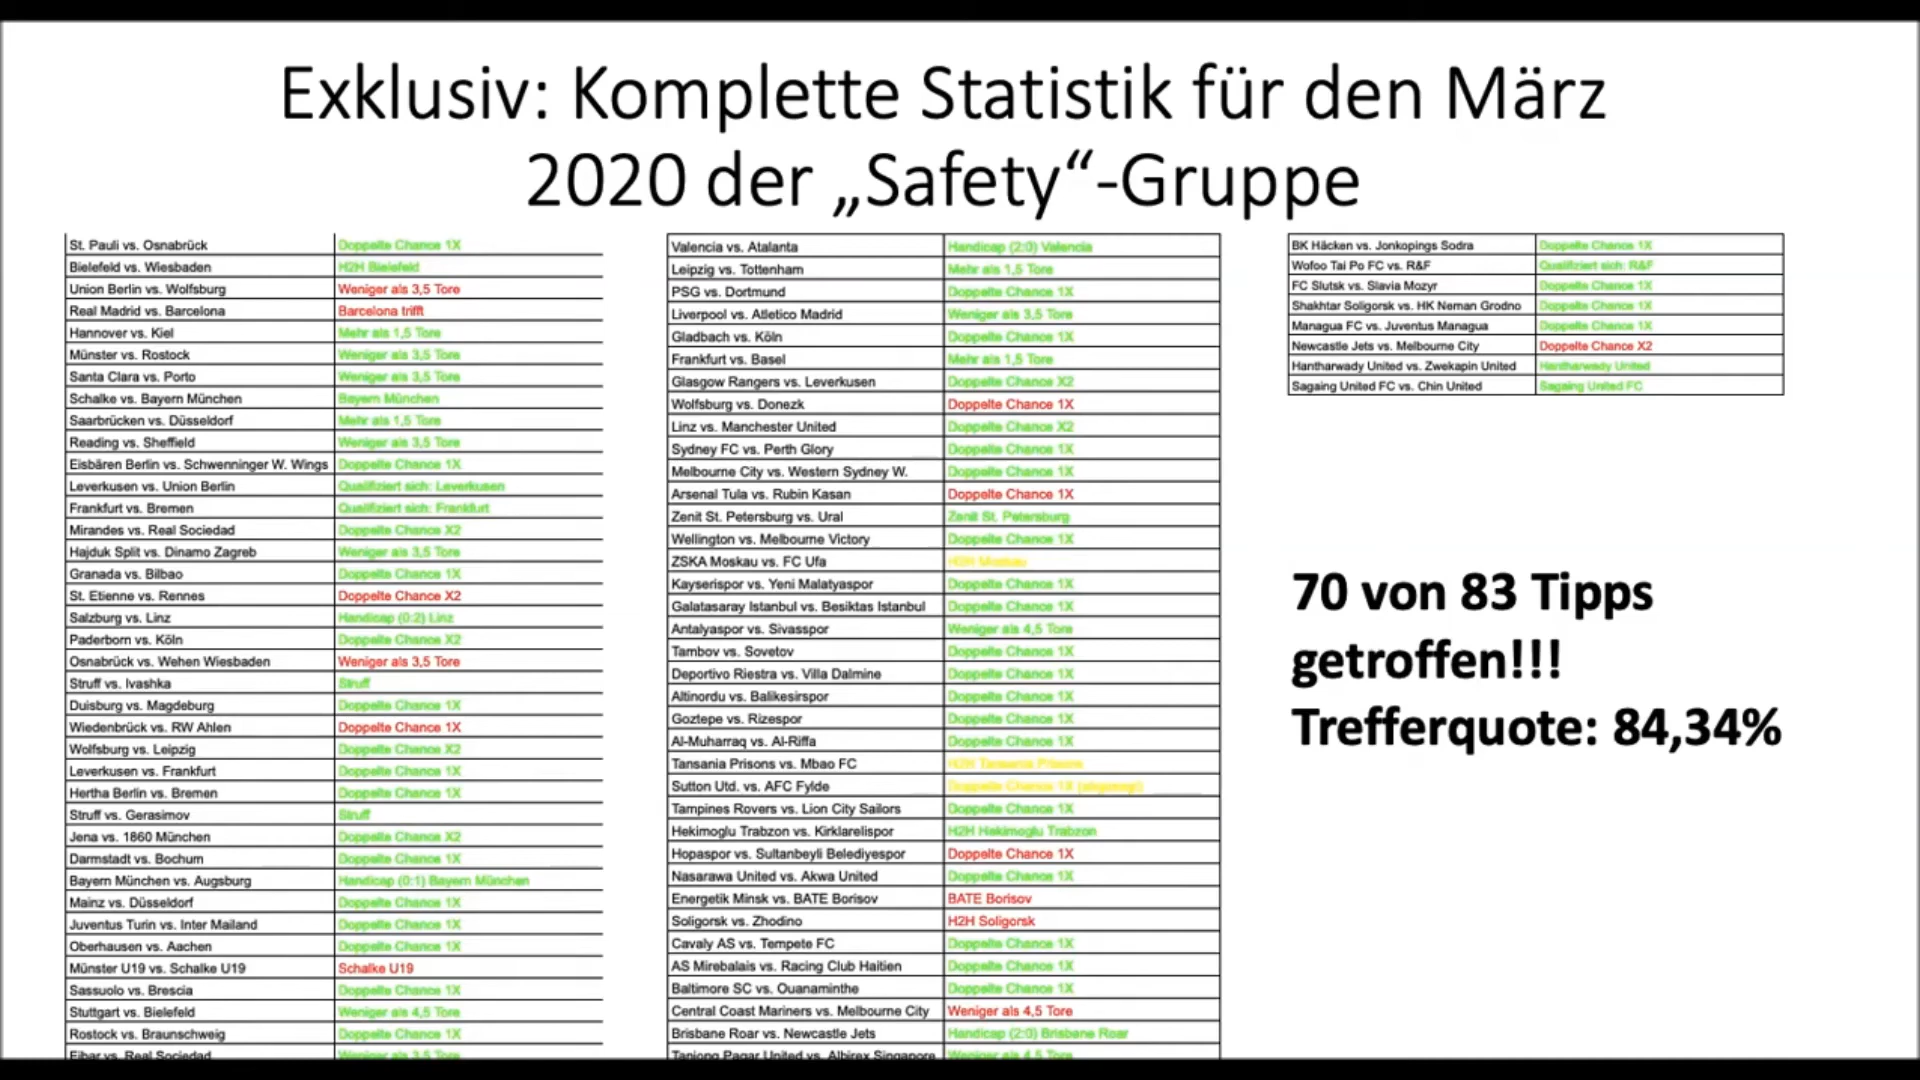 Exklusiv: Komplette Statistik für den März
2020 der „Safety“-Gruppe
St. Pauli vs. Osnabrück Doppelte Chance 1X
Bielefeld vs. Wiesbaden H2H Bielefeld
Union Berlin vs. Wolfsburg Weniger als 3,5 Tore
Real Madrid vs. Barcelona Barcelona trifft
Hannover vs. Kiel Mehr als 1,5 Tore
Münster vs. Rostock Weniger als 3,5 Tore
Santa Clara vs. Porto Weniger als 3,5 Tore
Schalke vs. Bayern München Bayern München
Saarbrücken vs. Düsseldorf Mehr als 1,5 Tore
Reading vs. Sheffield Weniger als 3,5 Tore
Eisbären Berlin vs. Schwenninger W. Wings Doppelte Chance 1X
Leverkusen vs. Union Berlin Qualifiziert sich: Leverkusen
Frankfurt vs. Bremen Qualifiziert sich: Frankfurt
Mirandes vs. Real Sociedad Doppelte Chance X2
Hajduk Split vs. Dinamo Zagreb Weniger als 3,5 Tore
Granada vs. Bilbao Doppelte Chance 1X
St. Etienne vs. Rennes Doppelte Chance X2
Salzburg vs. Linz Handicap (0:2) Linz
Paderborn vs. Köln Doppelte Chance X2
Osnabrück vs. Wehen Wiesbaden Weniger als 3,5 Tore
Struff vs. Ivashka Struff
Duisburg vs. Magdeburg Doppelte Chance 1X
Wiedenbrück vs. RW Ahlen Doppelte Chance 1X
Wolfsburg vs. Leipzig Doppelte Chance X2
Leverkusen vs. Frankfurt Doppelte Chance 1X
Hertha Berlin vs. Bremen Doppelte Chance 1X
Struff vs. Gerasimov Struff
Jena vs. 1860 München Doppelte Chance X2
Darmstadt vs. Bochum Doppelte Chance 1X
Bayern München vs. Augsburg Handicap (0:1) Bayern München
Mainz vs. Düsseldorf Doppelte Chance 1X
Juventus Turin vs. Inter Mailand Doppelte Chance 1X
Oberhausen vs. Aachen Doppelte Chance 1X
Münster U19 vs. Schalke U19 Schalke U19
Sassuolo vs. Brescia Doppelte Chance 1X
Stuttgart vs. Bielefeld Weniger als 4,5 Tore
Rostock vs. Braunschweig Doppelte Chance 1X
Eibar vs. Real Sociedad Weniger als 3,5 Tore
Valencia vs. Atalanta Handicap (2:0) Valencia
Leipzig vs. Tottenham Mehr als 1,5 Tore
PSG vs. Dortmund Doppelte Chance 1X
Liverpool vs. Atletico Madrid Weniger als 3,5 Tore
Gladbach vs. Köln Doppelte Chance 1X
Frankfurt vs. Basel Mehr als 1,5 Tore
Glasgow Rangers vs. Leverkusen Doppelte Chance X2
Wolfsburg vs. Donezk Doppelte Chance 1X
Linz vs. Manchester United Doppelte Chance X2
Sydney FC vs. Perth Glory Doppelte Chance 1X
Melbourne City vs. Western Sydney W. Doppelte Chance 1X
Arsenal Tula vs. Rubin Kasan Doppelte Chance 1X
Zenit St. Petersburg vs. Ural Zenit St. Petersburg
Wellington vs. Melbourne Victory Doppelte Chance 1X
ZSKA Moskau vs. FC Ufa H2H Moskau
Kayserispor vs. Yeni Malatyaspor Doppelte Chance 1X
Galatasaray Istanbul vs. Besiktas Istanbul Doppelte Chance 1X
Antalyaspor vs. Sivasspor Weniger als 4,5 Tore
Tambov vs. Sovetov Doppelte Chance 1X
Deportivo Riestra vs. Villa Dalmine Doppelte Chance 1X
Altinordu vs. Balikesirspor Doppelte Chance 1X
Goztepe vs. Rizespor Doppelte Chance 1X
Al-Muharraq vs. Al-Riffa Doppelte Chance 1X
Tansania Prisons vs. Mbao FC H2H Tansania Prisons
Sutton Utd. vs. AFC Fylde Doppelte Chance 1X (abgesagt)
Tampines Rovers vs. Lion City Sailors Doppelte Chance 1X
Hekimoglu Trabzon vs. Kirklarelispor H2H Hekimoglu Trabzon
Hopaspor vs. Sultanbeyli Belediyespor Doppelte Chance 1X
Nasarawa United vs. Akwa United Doppelte Chance 1X
Energetik Minsk vs. BATE Borisov BATE Borisov
Soligorsk vs. Zhodino H2H Soligorsk
Cavaly AS vs. Tempete FC Doppelte Chance 1X
AS Mirebalais vs. Racing Club Haitien Doppelte Chance 1X
Baltimore SC vs. Ouanaminthe Doppelte Chance 1X
Central Coast Mariners vs. Melbourne City Weniger als 4,5 Tore
Brisbane Roar vs. Newcastle Jets Handicap (2:0) Brisbane Roar
Tanjong Pagar United vs. Albirex Singapore Weniger als 4,5 Tore
BK Häcken vs. Jonkopings Sodra Doppelte Chance 1X
Wofoo Tai Po FC vs. R&F Qualifiziert sich: R&F
FC Slutsk vs. Slavia Mozyr Doppelte Chance 1X
Shakhtar Soligorsk vs. HK Neman Grodno Doppelte Chance 1X
Managua FC vs. Juventus Managua Doppelte Chance 1X
Newcastle Jets vs. Melbourne City Doppelte Chance X2
Hantharwady United vs. Zwekapin United Hantharwady United
Sagaing United FC vs. Chin United Sagaing United FC
70 von 83 Tipps
getroffen!!!
Trefferquote: 84,34%